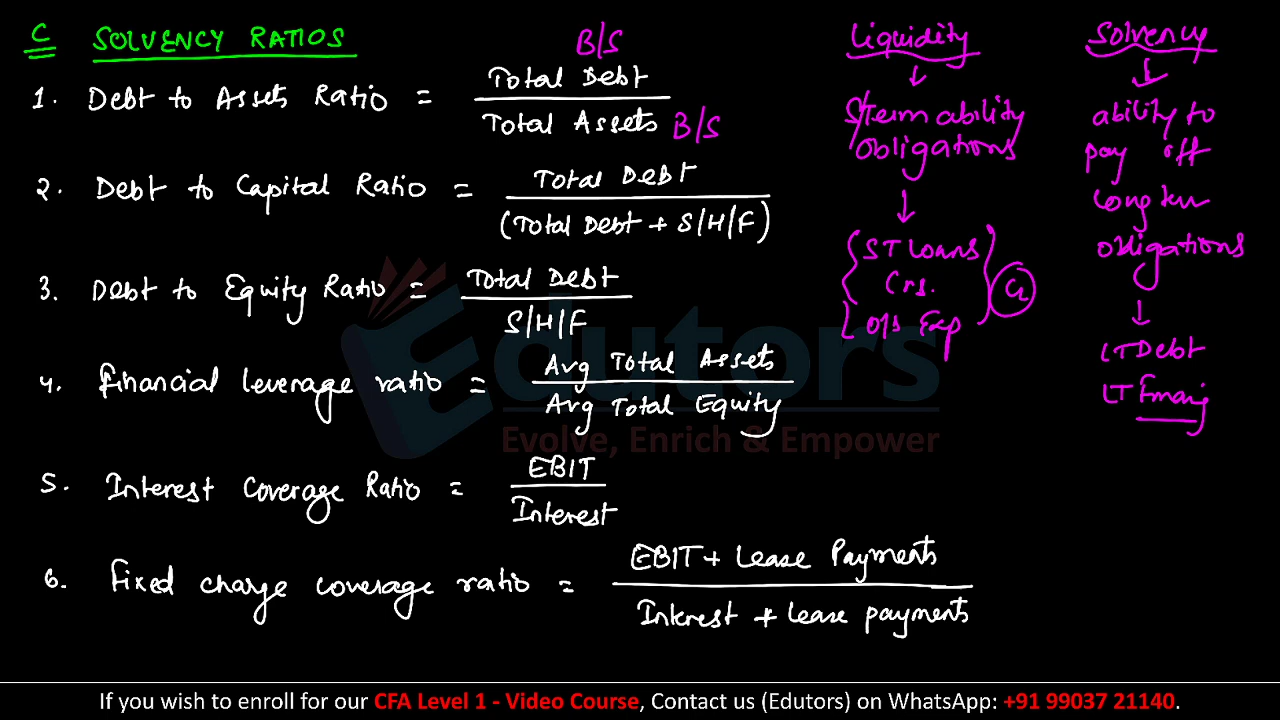 C SOLVENCY RATIOS
1. Debt to Assets Ratio = Total Debt B/S
Total Assets B/S
2. Debt to Capital Ratio = Total Debt
(Total Debt + S/H/F)
3. Debt to Equity Ratio = Total Debt
S/H/F
4. Financial leverage ratio = Avg Total Assets
Avg Total Equity
5. Interest Coverage Ratio = EBIT
Interest
6. Fixed charge coverage ratio = EBIT + Lease Payments
Interest + Lease payments
Liquidity
S/Term ability
obligations
ST Loans
Crs.
O/s Exp
CL
Solvency
ability to
pay off
long term
obligations
LT Debt
LT
Edutors
Evolve, Enrich & Empower
If you wish to enroll for our CFA Level 1 - Video Course, Contact us (Edutors) on WhatsApp: +91 99037 21140.